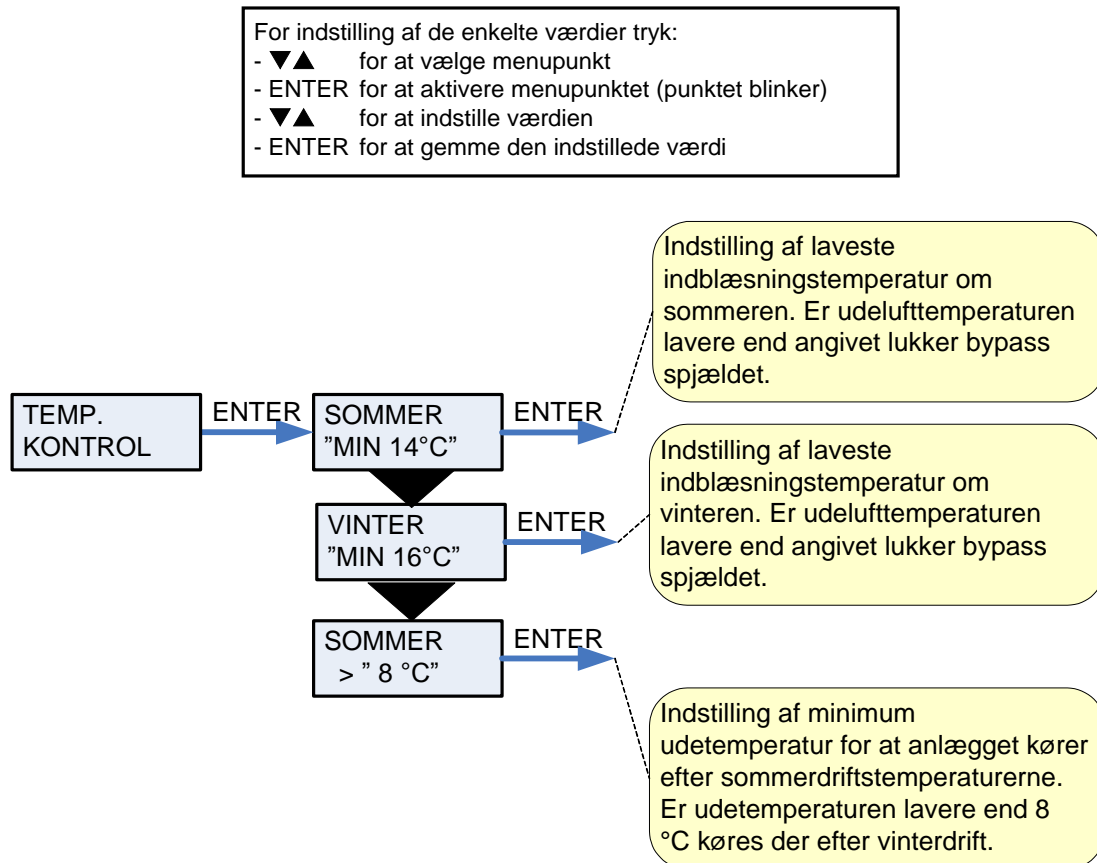 For indstilling af de enkelte værdier tryk:
- ▼▲ for at vælge menupunkt
- ENTER for at aktivere menupunktet (punktet blinker)
- ▼▲ for at indstille værdien
- ENTER for at gemme den indstillede værdi
Indstilling af laveste
indblæsningstemperatur om
sommeren. Er udelufttemperaturen
lavere end angivet lukker bypass
spjældet.
TEMP.
KONTROL
ENTER
SOMMER
”MIN 14°C”
ENTER
VINTER
”MIN 16°C”
ENTER
Indstilling af laveste
indblæsningstemperatur om
vinteren. Er udelufttemperaturen
lavere end angivet lukker bypass
spjældet.
SOMMER
> ” 8 °C”
ENTER
Indstilling af minimum
udetemperatur for at anlægget kører
efter sommerdriftstemperaturerne.
Er udetemperaturen lavere end 8
°C køres der efter vinterdrift.